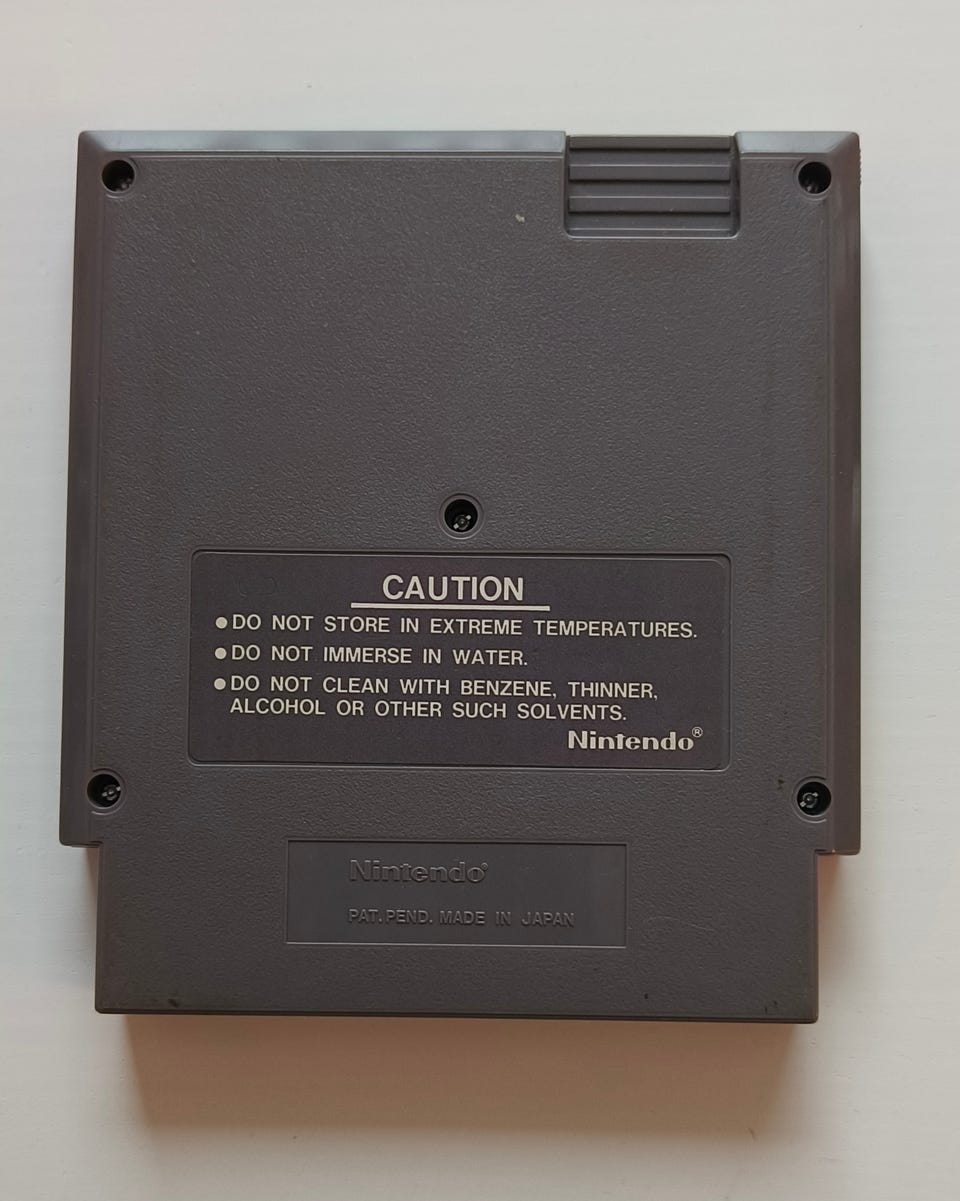 CAUTION
●DO NOT STORE IN EXTREME TEMPERATURES.
●DO NOT IMMERSE IN WATER.
●DO NOT CLEAN WITH BENZENE, THINNER,
ALCOHOL OR OTHER SUCH SOLVENTS.
Nintendo®
Nintendo®
PAT. PEND. MADE IN JAPAN